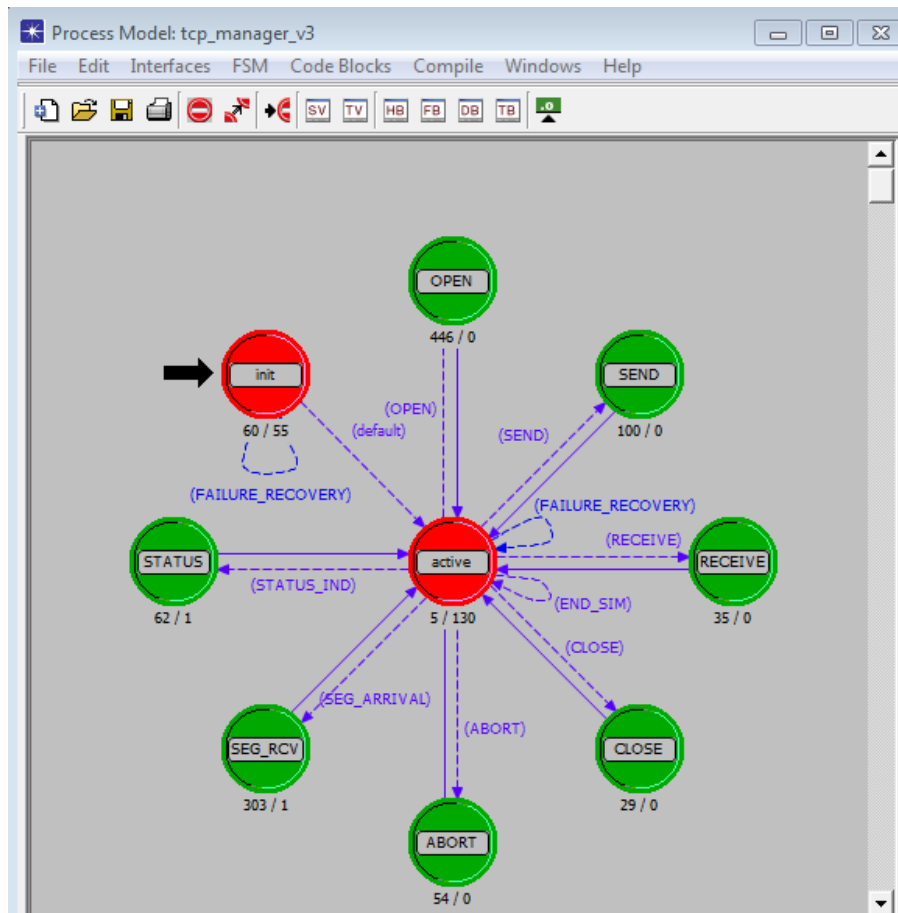 Process Model: tcp_manager_v3
File Edit Interfaces FSM Code Blocks Compile Windows Help
SV TV HB FB DB TB .0
OPEN
446 / 0
init
60 / 55
SEND
100 / 0
(OPEN)
(default)
(SEND)
(FAILURE_RECOVERY)
(FAILURE_RECOVERY)
(RECEIVE)
STATUS
62 / 1
active
5 / 130
RECEIVE
35 / 0
(STATUS_IND)
(END_SIM)
(CLOSE)
(SEG_ARRIVAL)
(ABORT)
SEG_RCV
303 / 1
CLOSE
29 / 0
ABORT
54 / 0